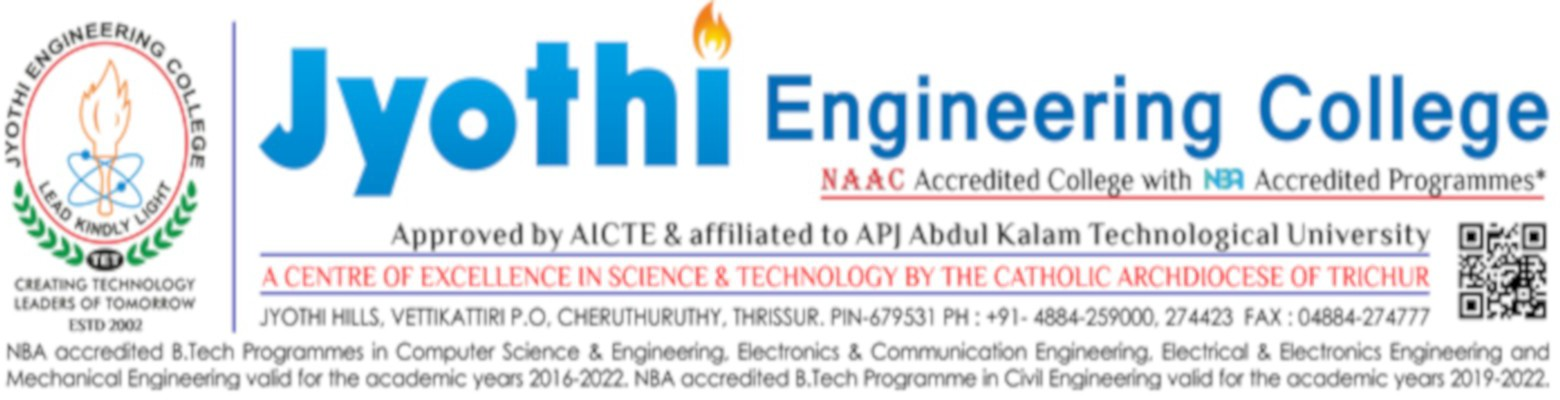 JYOTHI ENGINEERING COLLEGE
LEAD KINDLY LIGHT
TET
CREATING TECHNOLOGY
LEADERS OF TOMORROW
ESTD 2002
Jyothi Engineering College
NAAC Accredited College with NBA Accredited Programmes*
Approved by AICTE & affiliated to APJ Abdul Kalam Technological University
A CENTRE OF EXCELLENCE IN SCIENCE & TECHNOLOGY BY THE CATHOLIC ARCHDIOCESE OF TRICHUR
JYOTHI HILLS, VETTIKATTIRI P.O, CHERUTHURUTHY, THRISSUR. PIN-679531 PH : +91- 4884-259000, 274423 FAX : 04884-274777
NBA accredited B.Tech Programmes in Computer Science & Engineering, Electronics & Communication Engineering, Electrical & Electronics Engineering and
Mechanical Engineering valid for the academic years 2016-2022. NBA accredited B.Tech Programme in Civil Engineering valid for the academic years 2019-2022.